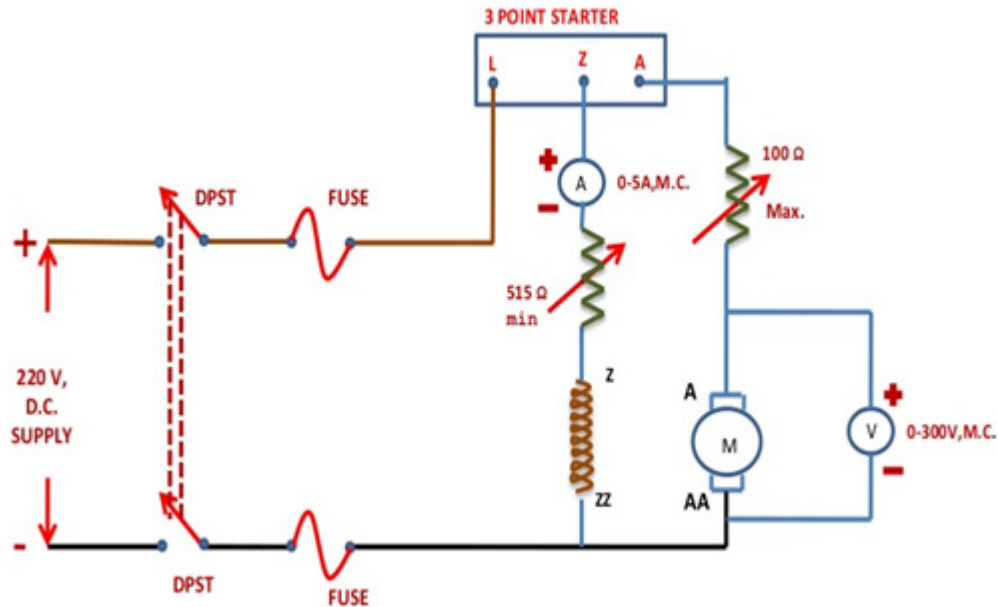 3 POINT STARTER
L
Z
A
+
A
-
0-5A,M.C.
100 Ω
Max.
DPST
FUSE
+
515 Ω
min
220 V,
D.C.
SUPPLY
Z
A
M
+
V
-
0-300V,M.C.
ZZ
AA
-
DPST
FUSE